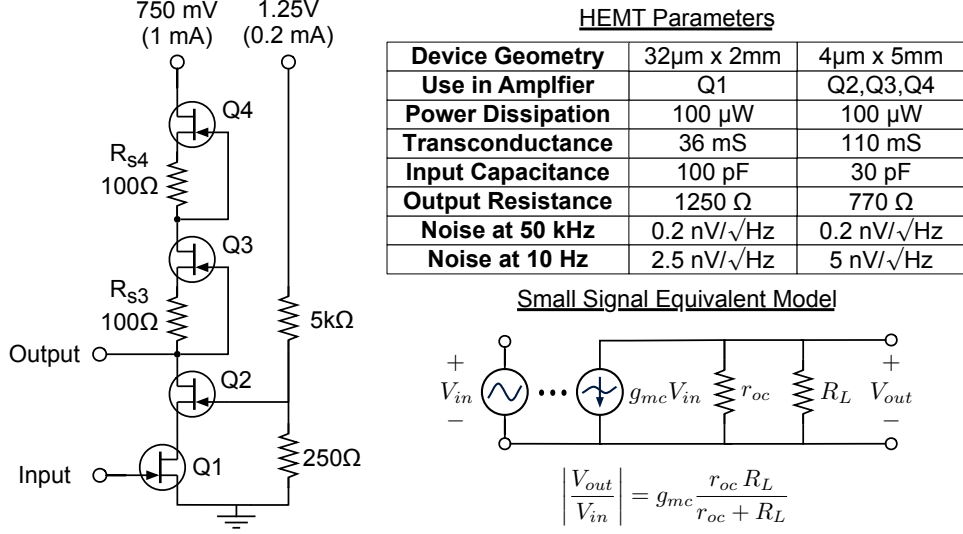 750 mV
(1 mA)
1.25V
(0.2 mA)
Q4
Rs4
100Ω
Q3
Rs3
100Ω
5kΩ
Output
Q2
Input
Q1
250Ω
HEMT Parameters
Device Geometry 32µm x 2mm 4µm x 5mm
Use in Amplfier Q1 Q2,Q3,Q4
Power Dissipation 100 µW 100 µW
Transconductance 36 mS 110 mS
Input Capacitance 100 pF 30 pF
Output Resistance 1250 Ω 770 Ω
Noise at 50 kHz 0.2 nV/√Hz 0.2 nV/√Hz
Noise at 10 Hz 2.5 nV/√Hz 5 nV/√Hz
Small Signal Equivalent Model
+ Vin − ••• gmcVin roc RL + Vout −
|Vout/Vin| = gmc roc RL/(roc + RL)